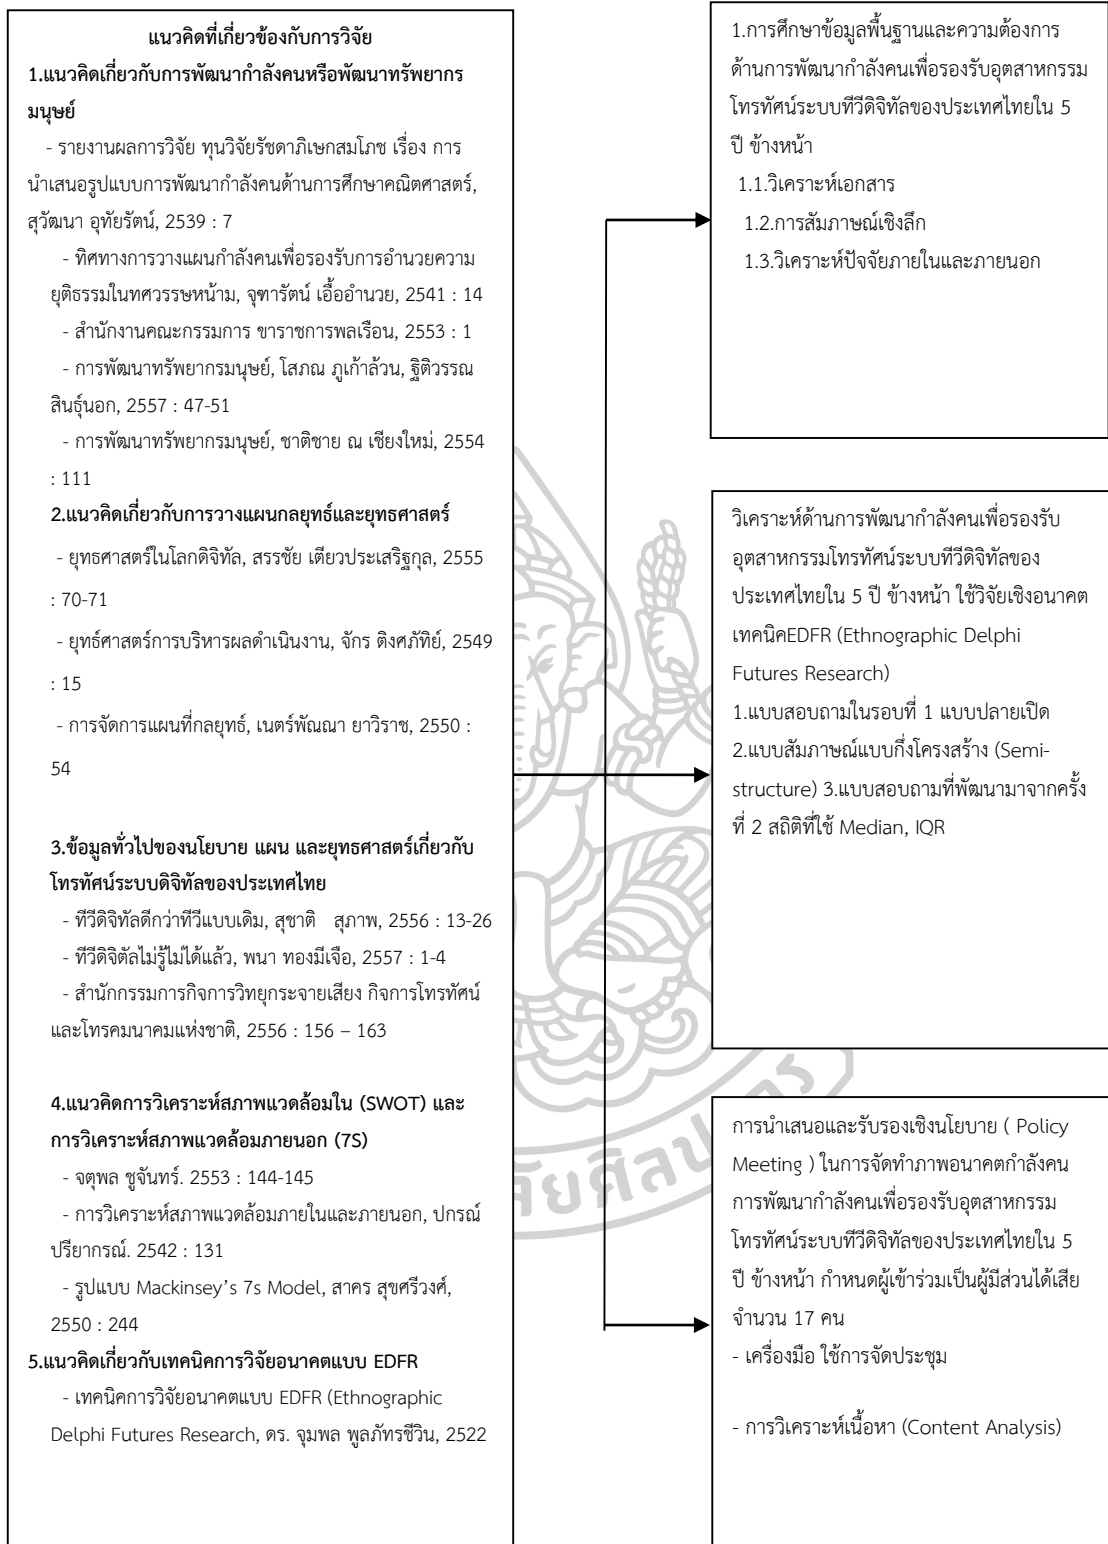 แนวคิดที่เกี่ยวข้องกับการวิจัย
1.แนวคิดเกี่ยวกับการพัฒนากำลังคนหรือพัฒนาทรัพยากร
มนุษย์
- รายงานผลการวิจัย ทุนวิจัยรัชดาภิเษกสมโภช เรื่อง การ
นำเสนอรูปแบบการพัฒนากำลังคนด้านการศึกษาคณิตศาสตร์,
สุวัฒนา อุทัยรัตน์, 2539 : 7
- ทิศทางการวางแผนกำลังคนเพื่อรองรับการอำนวยความ
ยุติธรรมในทศวรรษหน้าม, จุฑารัตน์ เอื้ออำนวย, 2541 : 14
- สำนักงานคณะกรรมการ ขาราชการพลเรือน, 2553 : 1
- การพัฒนาทรัพยากรมนุษย์, โสภณ ภูเก้าล้วน, ฐิติวรรณ
สินธุ์นอก, 2557 : 47-51
- การพัฒนาทรัพยากรมนุษย์, ชาติชาย ณ เชียงใหม่, 2554
: 111
2.แนวคิดเกี่ยวกับการวางแผนกลยุทธ์และยุทธศาสตร์
- ยุทธศาสตร์ในโลกดิจิทัล, สรรชัย เตียวประเสริฐกุล, 2555
: 70-71
- ยุทธ์ศาสตร์การบริหารผลดำเนินงาน, จักร ติงศภัทิย์, 2549
: 15
- การจัดการแผนที่กลยุทธ์, เนตร์พัณณา ยาวิราช, 2550 :
54
3.ข้อมูลทั่วไปของนโยบาย แผน และยุทธศาสตร์เกี่ยวกับ
โทรทัศน์ระบบดิจิทัลของประเทศไทย
- ทีวีดิจิทัลดีกว่าทีวีแบบเดิม, สุชาติ สุภาพ, 2556 : 13-26
- ทีวีดิจิตัลไม่รู้ไม่ได้แล้ว, พนา ทองมีเจือ, 2557 : 1-4
- สำนักกรรมการกิจการวิทยุกระจายเสียง กิจการโทรทัศน์
และโทรคมนาคมแห่งชาติ, 2556 : 156 – 163
4.แนวคิดการวิเคราะห์สภาพแวดล้อมใน (SWOT) และ
การวิเคราะห์สภาพแวดล้อมภายนอก (7S)
- จตุพล ชูจันทร์. 2553 : 144-145
- การวิเคราะห์สภาพแวดล้อมภายในและภายนอก, ปกรณ์
ปรียากรณ์. 2542 : 131
- รูปแบบ Mackinsey’s 7s Model, สาคร สุขศรีวงศ์,
2550 : 244
5.แนวคิดเกี่ยวกับเทคนิคการวิจัยอนาคตแบบ EDFR
- เทคนิคการวิจัยอนาคตแบบ EDFR (Ethnographic
Delphi Futures Research, ดร. จุมพล พูลภัทรชีวิน, 2522
1.การศึกษาข้อมูลพื้นฐานและความต้องการ
ด้านการพัฒนากำลังคนเพื่อรองรับอุตสาหกรรม
โทรทัศน์ระบบทีวีดิจิทัลของประเทศไทยใน 5
ปี ข้างหน้า
1.1.วิเคราะห์เอกสาร
1.2.การสัมภาษณ์เชิงลึก
1.3.วิเคราะห์ปัจจัยภายในและภายนอก
วิเคราะห์ด้านการพัฒนากำลังคนเพื่อรองรับ
อุตสาหกรรมโทรทัศน์ระบบทีวีดิจิทัลของ
ประเทศไทยใน 5 ปี ข้างหน้า ใช้วิจัยเชิงอนาคต
เทคนิคEDFR (Ethnographic Delphi
Futures Research)
1.แบบสอบถามในรอบที่ 1 แบบปลายเปิด
2.แบบสัมภาษณ์แบบกึ่งโครงสร้าง (Semi-
structure) 3.แบบสอบถามที่พัฒนามาจากครั้ง
ที่ 2 สถิติที่ใช้ Median, IQR
การนำเสนอและรับรองเชิงนโยบาย ( Policy
Meeting ) ในการจัดทำภาพอนาคตกำลังคน
การพัฒนากำลังคนเพื่อรองรับอุตสาหกรรม
โทรทัศน์ระบบทีวีดิจิทัลของประเทศไทยใน 5
ปี ข้างหน้า กำหนดผู้เข้าร่วมเป็นผู้มีส่วนได้เสีย
จำนวน 17 คน
- เครื่องมือ ใช้การจัดประชุม
- การวิเคราะห์เนื้อหา (Content Analysis)